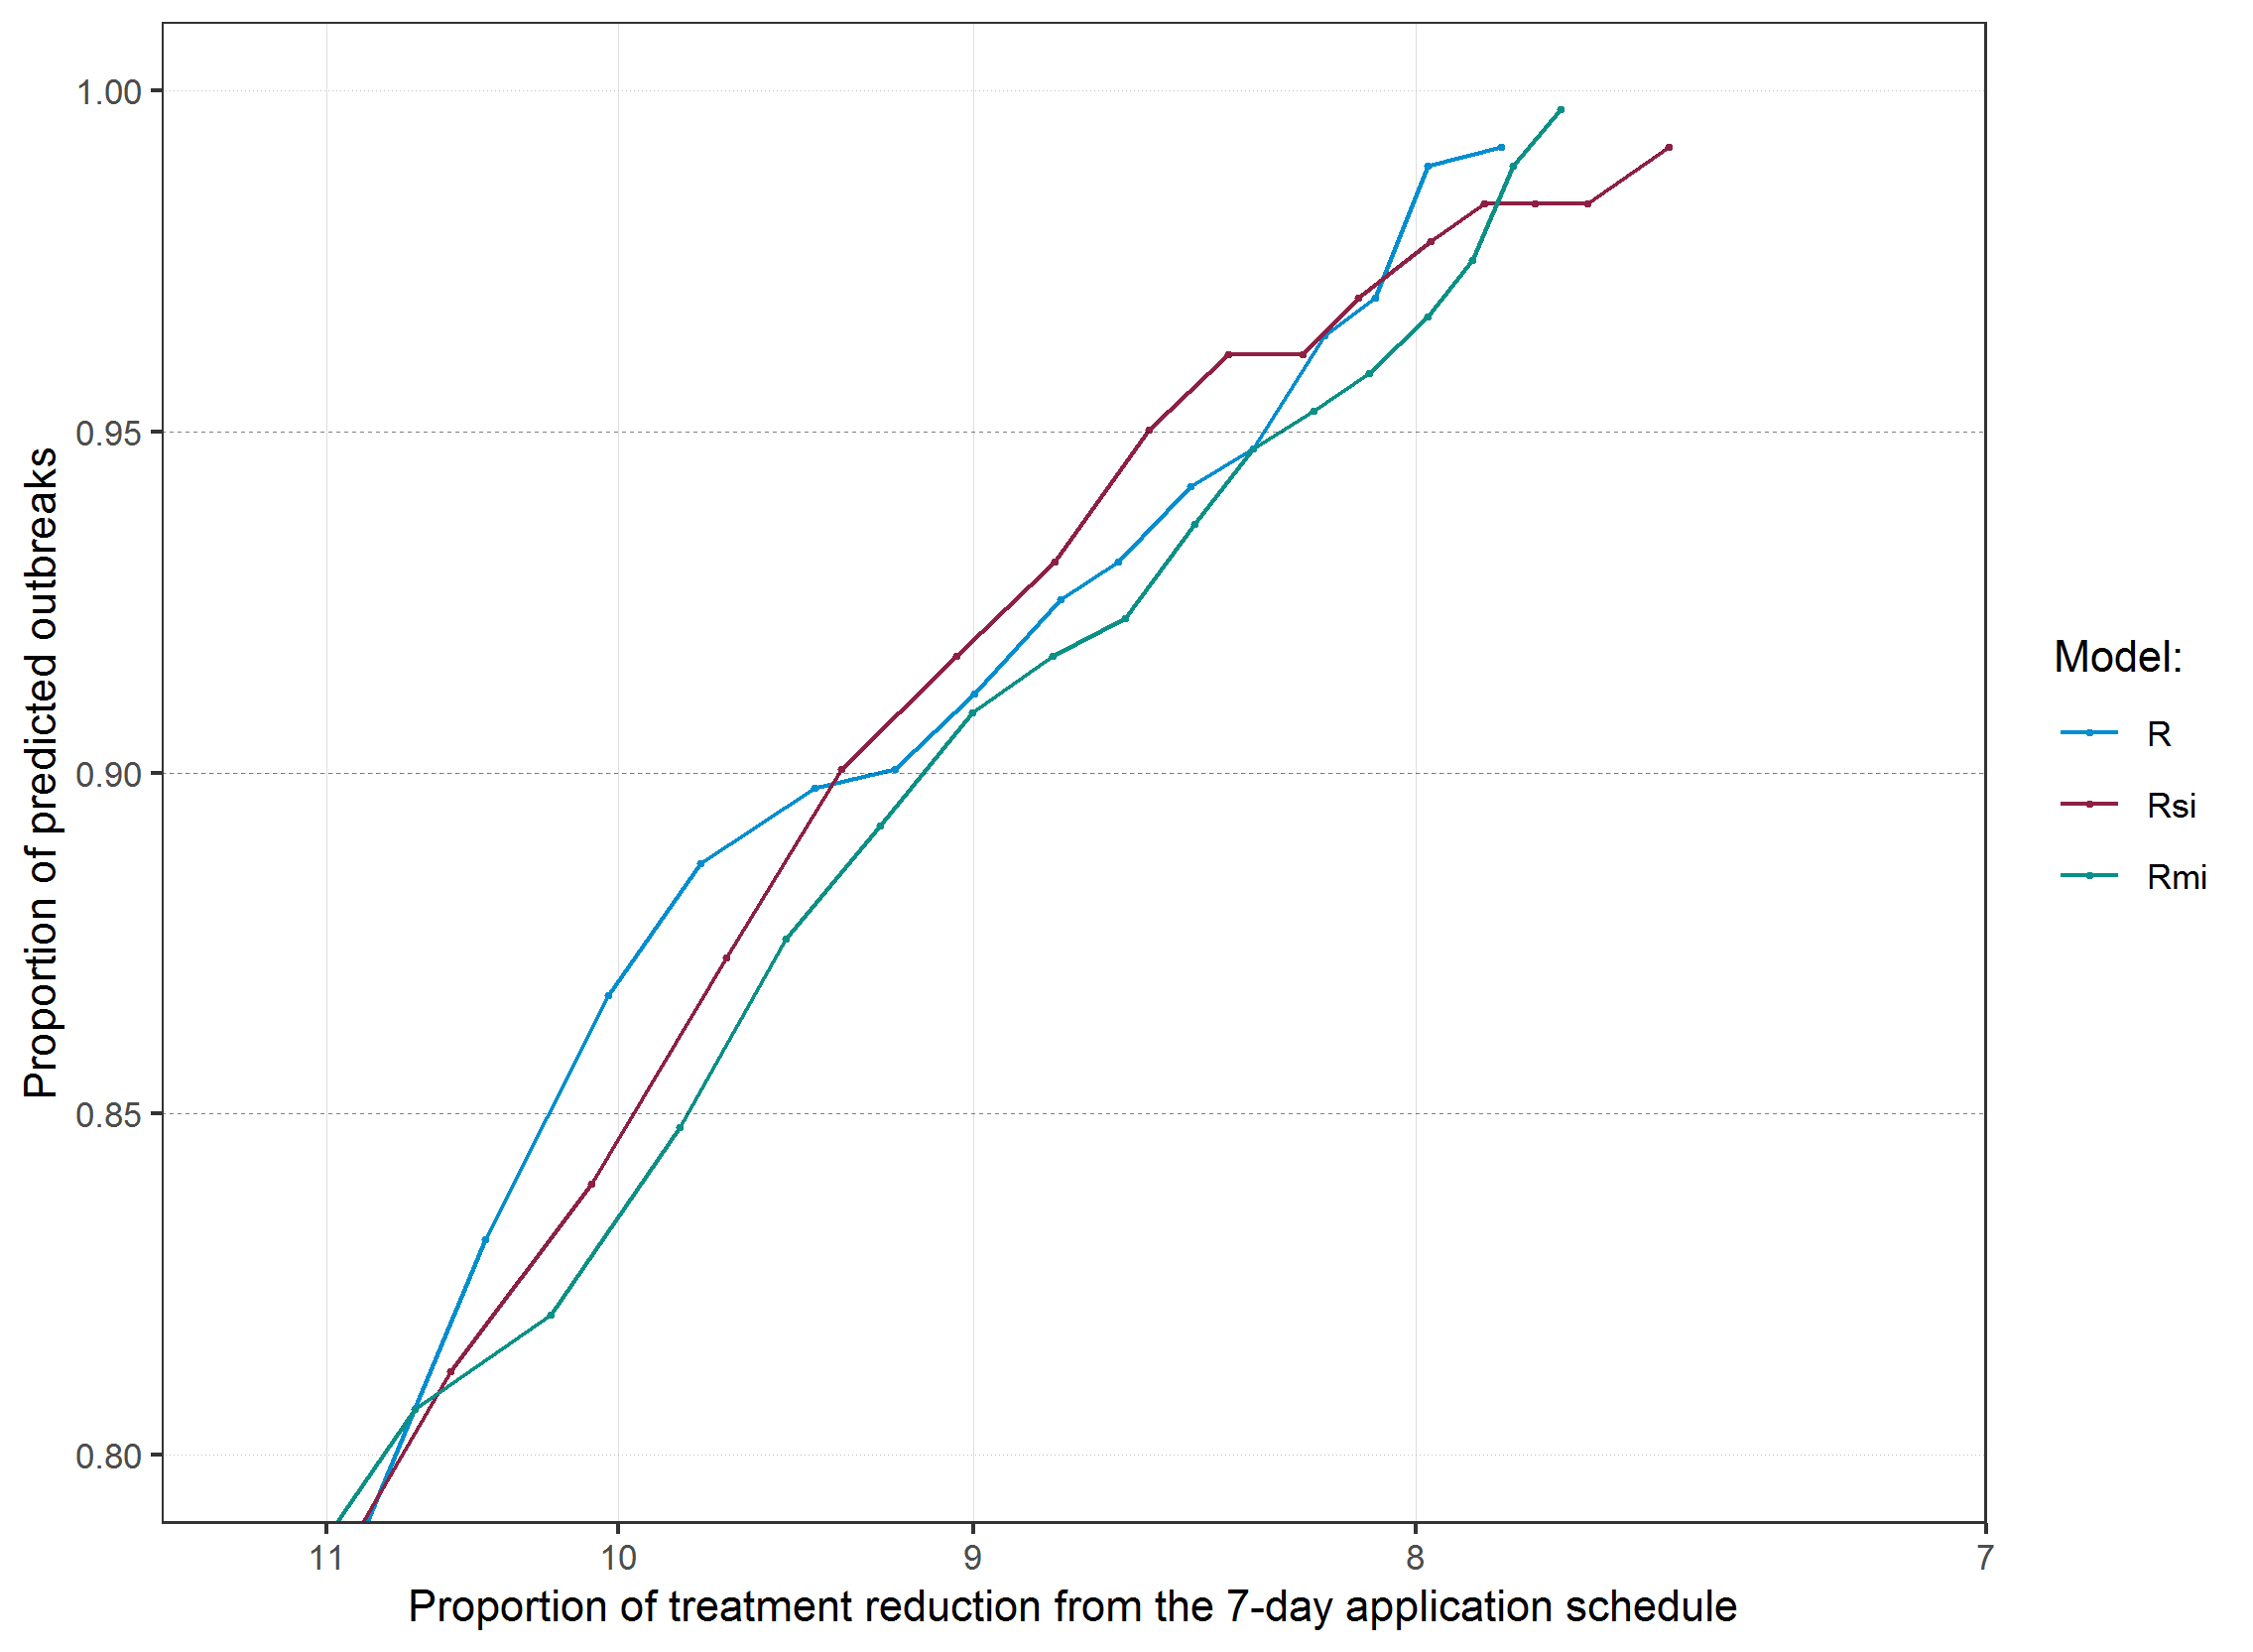 1.00
0.95
0.90
0.85
0.80
Proportion of predicted outbreaks
11 10 9 8 7
Proportion of treatment reduction from the 7-day application schedule
Model:
R
Rsi
Rmi